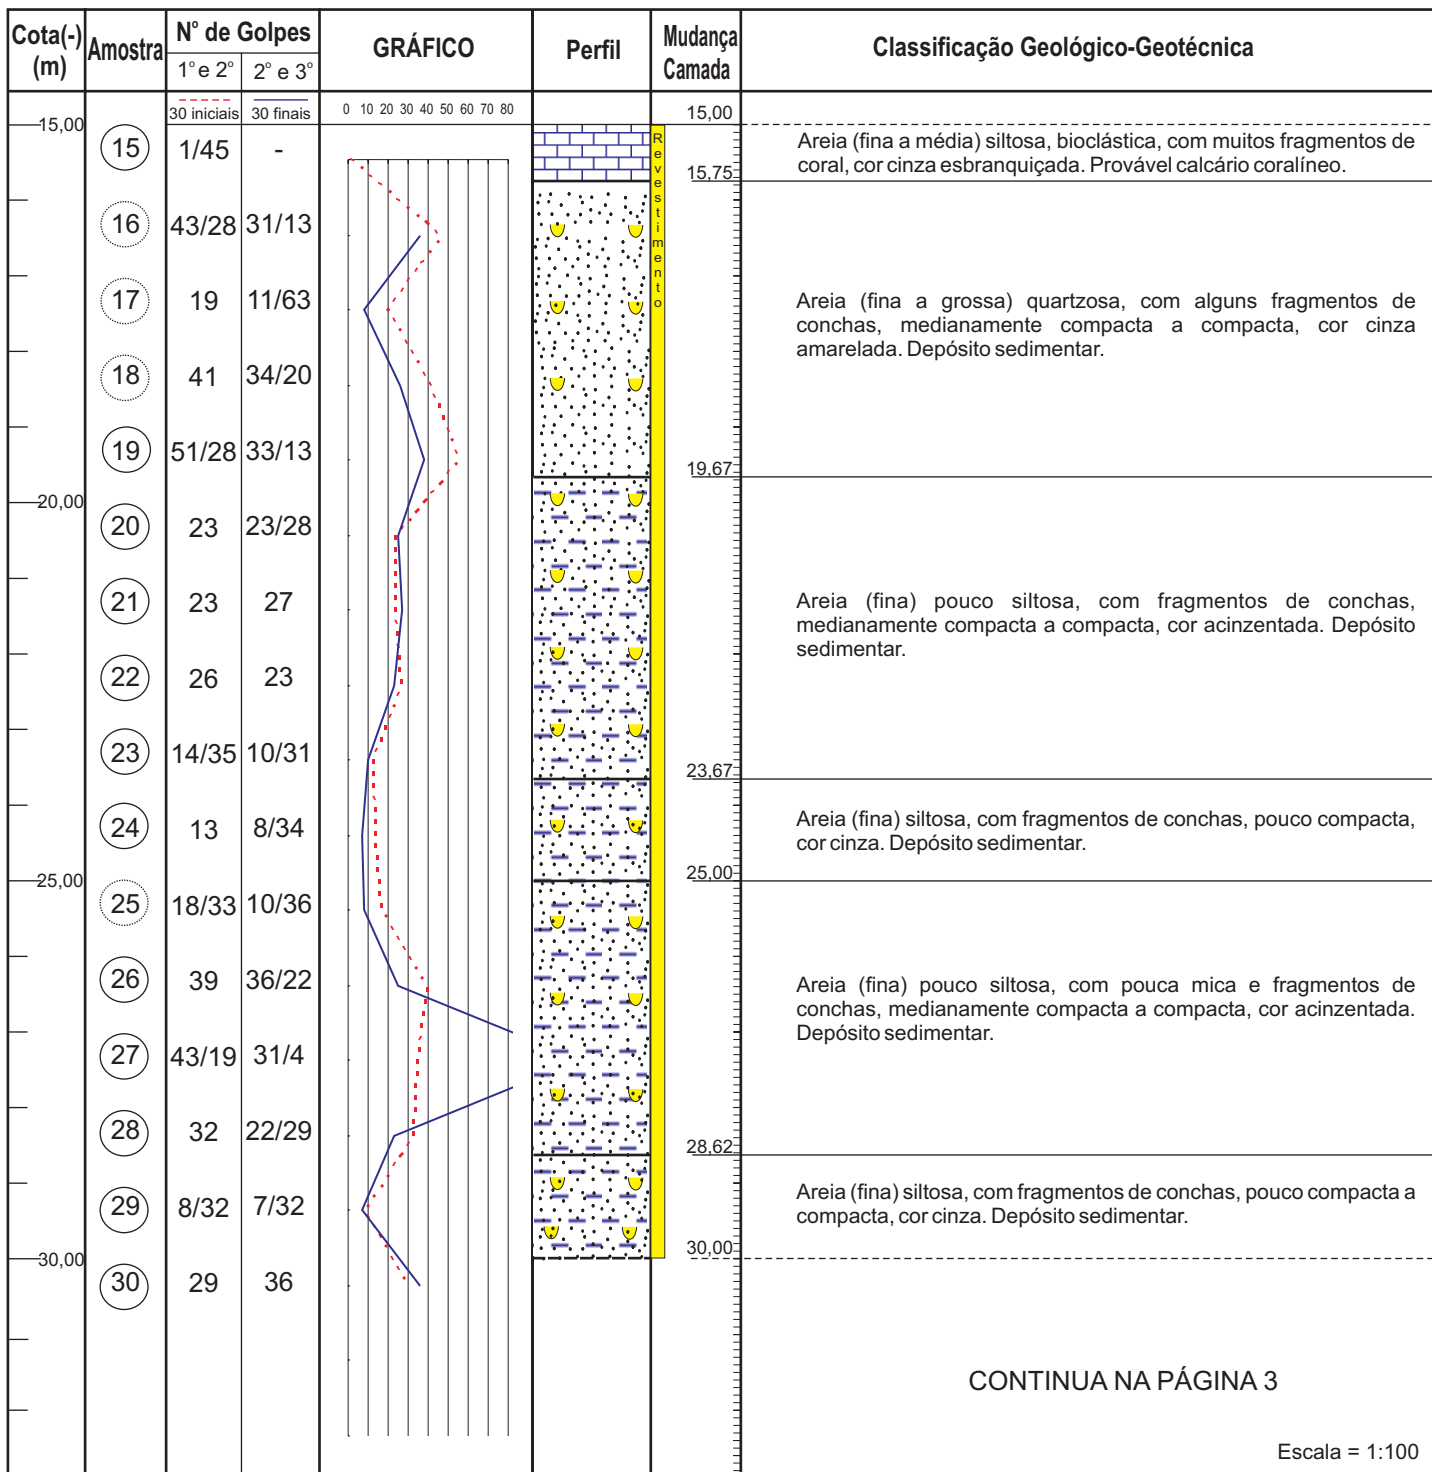 Cota(-) (m) Amostra N° de Golpes GRÁFICO Perfil Mudança Camada Classificação Geológico-Geotécnica
1° e 2° 2° e 3°
30 iniciais 30 finais 0 10 20 30 40 50 60 70 80 15,00
15,00
15 1/45 -
Revestimento
Areia (fina a média) siltosa, bioclástica, com muitos fragmentos de
coral, cor cinza esbranquiçada. Provável calcário coralíneo.
15,75
16 43/28 31/13
17 19 11/63
Areia (fina a grossa) quartzosa, com alguns fragmentos de
conchas, medianamente compacta a compacta, cor cinza
amarelada. Depósito sedimentar.
18 41 34/20
19 51/28 33/13
19,67
20,00
20 23 23/28
21 23 27
Areia (fina) pouco siltosa, com fragmentos de conchas,
medianamente compacta a compacta, cor acinzentada. Depósito
sedimentar.
22 26 23
23 14/35 10/31
23,67
24 13 8/34
Areia (fina) siltosa, com fragmentos de conchas, pouco compacta,
cor cinza. Depósito sedimentar.
25,00
25,00
25 18/33 10/36
26 39 36/22
Areia (fina) pouco siltosa, com pouca mica e fragmentos de
conchas, medianamente compacta a compacta, cor acinzentada.
Depósito sedimentar.
27 43/19 31/4
28 32 22/29
28,62
29 8/32 7/32
Areia (fina) siltosa, com fragmentos de conchas, pouco compacta a
compacta, cor cinza. Depósito sedimentar.
30,00
30,00
30 29 36
CONTINUA NA PÁGINA 3
Escala = 1:100